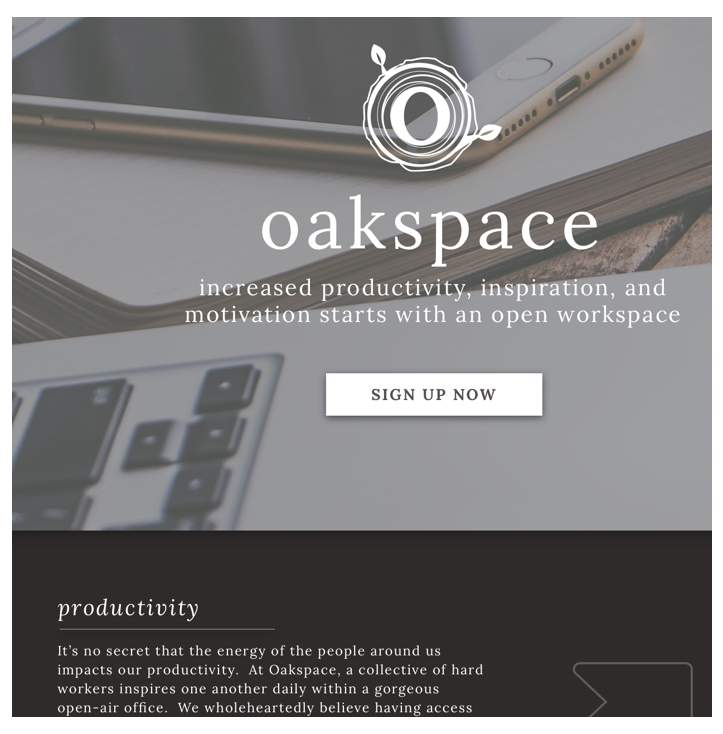 O
oakspace
increased productivity, inspiration, and
motivation starts with an open workspace
SIGN UP NOW
productivity
It’s no secret that the energy of the people around us
impacts our productivity.  At Oakspace, a collective of hard
workers inspires one another daily within a gorgeous
open-air office.  We wholeheartedly believe having access